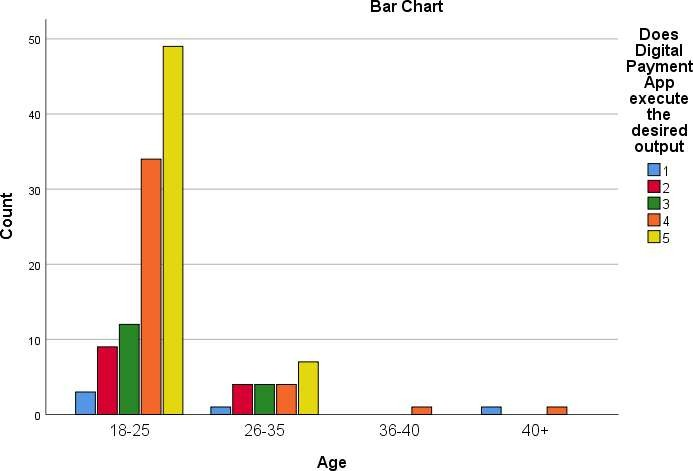 Bar Chart
Does
Digital
Payment
App
execute
the
desired
output
1
2
3
4
5
50
40
30
20
10
0
Count
18-25
26-35
36-40
40+
Age